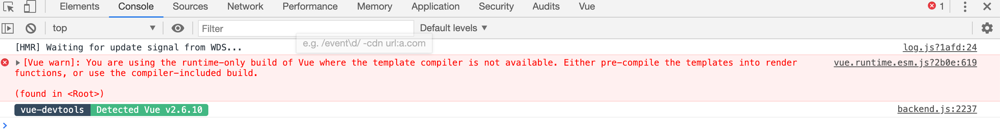 Elements Console Sources Network Performance Memory Application Security Audits Vue 1
top Filter Default levels
e.g. /event\d/ -cdn url:a.com
[HMR] Waiting for update signal from WDS... log.js?1afd:24
[Vue warn]: You are using the runtime-only build of Vue where the template compiler is not available. Either pre-compile the templates into render vue.runtime.esm.js?2b0e:619
functions, or use the compiler-included build.
(found in <Root>)
vue-devtools Detected Vue v2.6.10 backend.js:2237